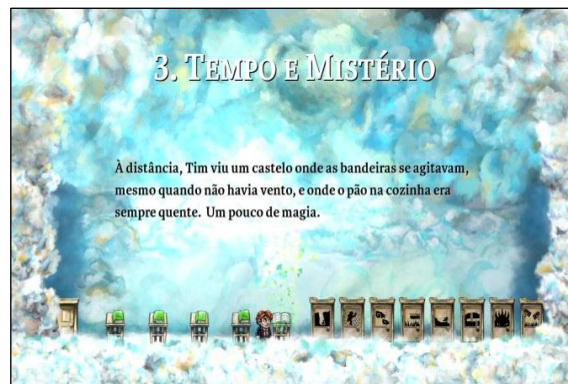 3. Tempo e Mistério
À distância, Tim viu um castelo onde as bandeiras se agitavam,
mesmo quando não havia vento, e onde o pão na cozinha era
sempre quente. Um pouco de magia.